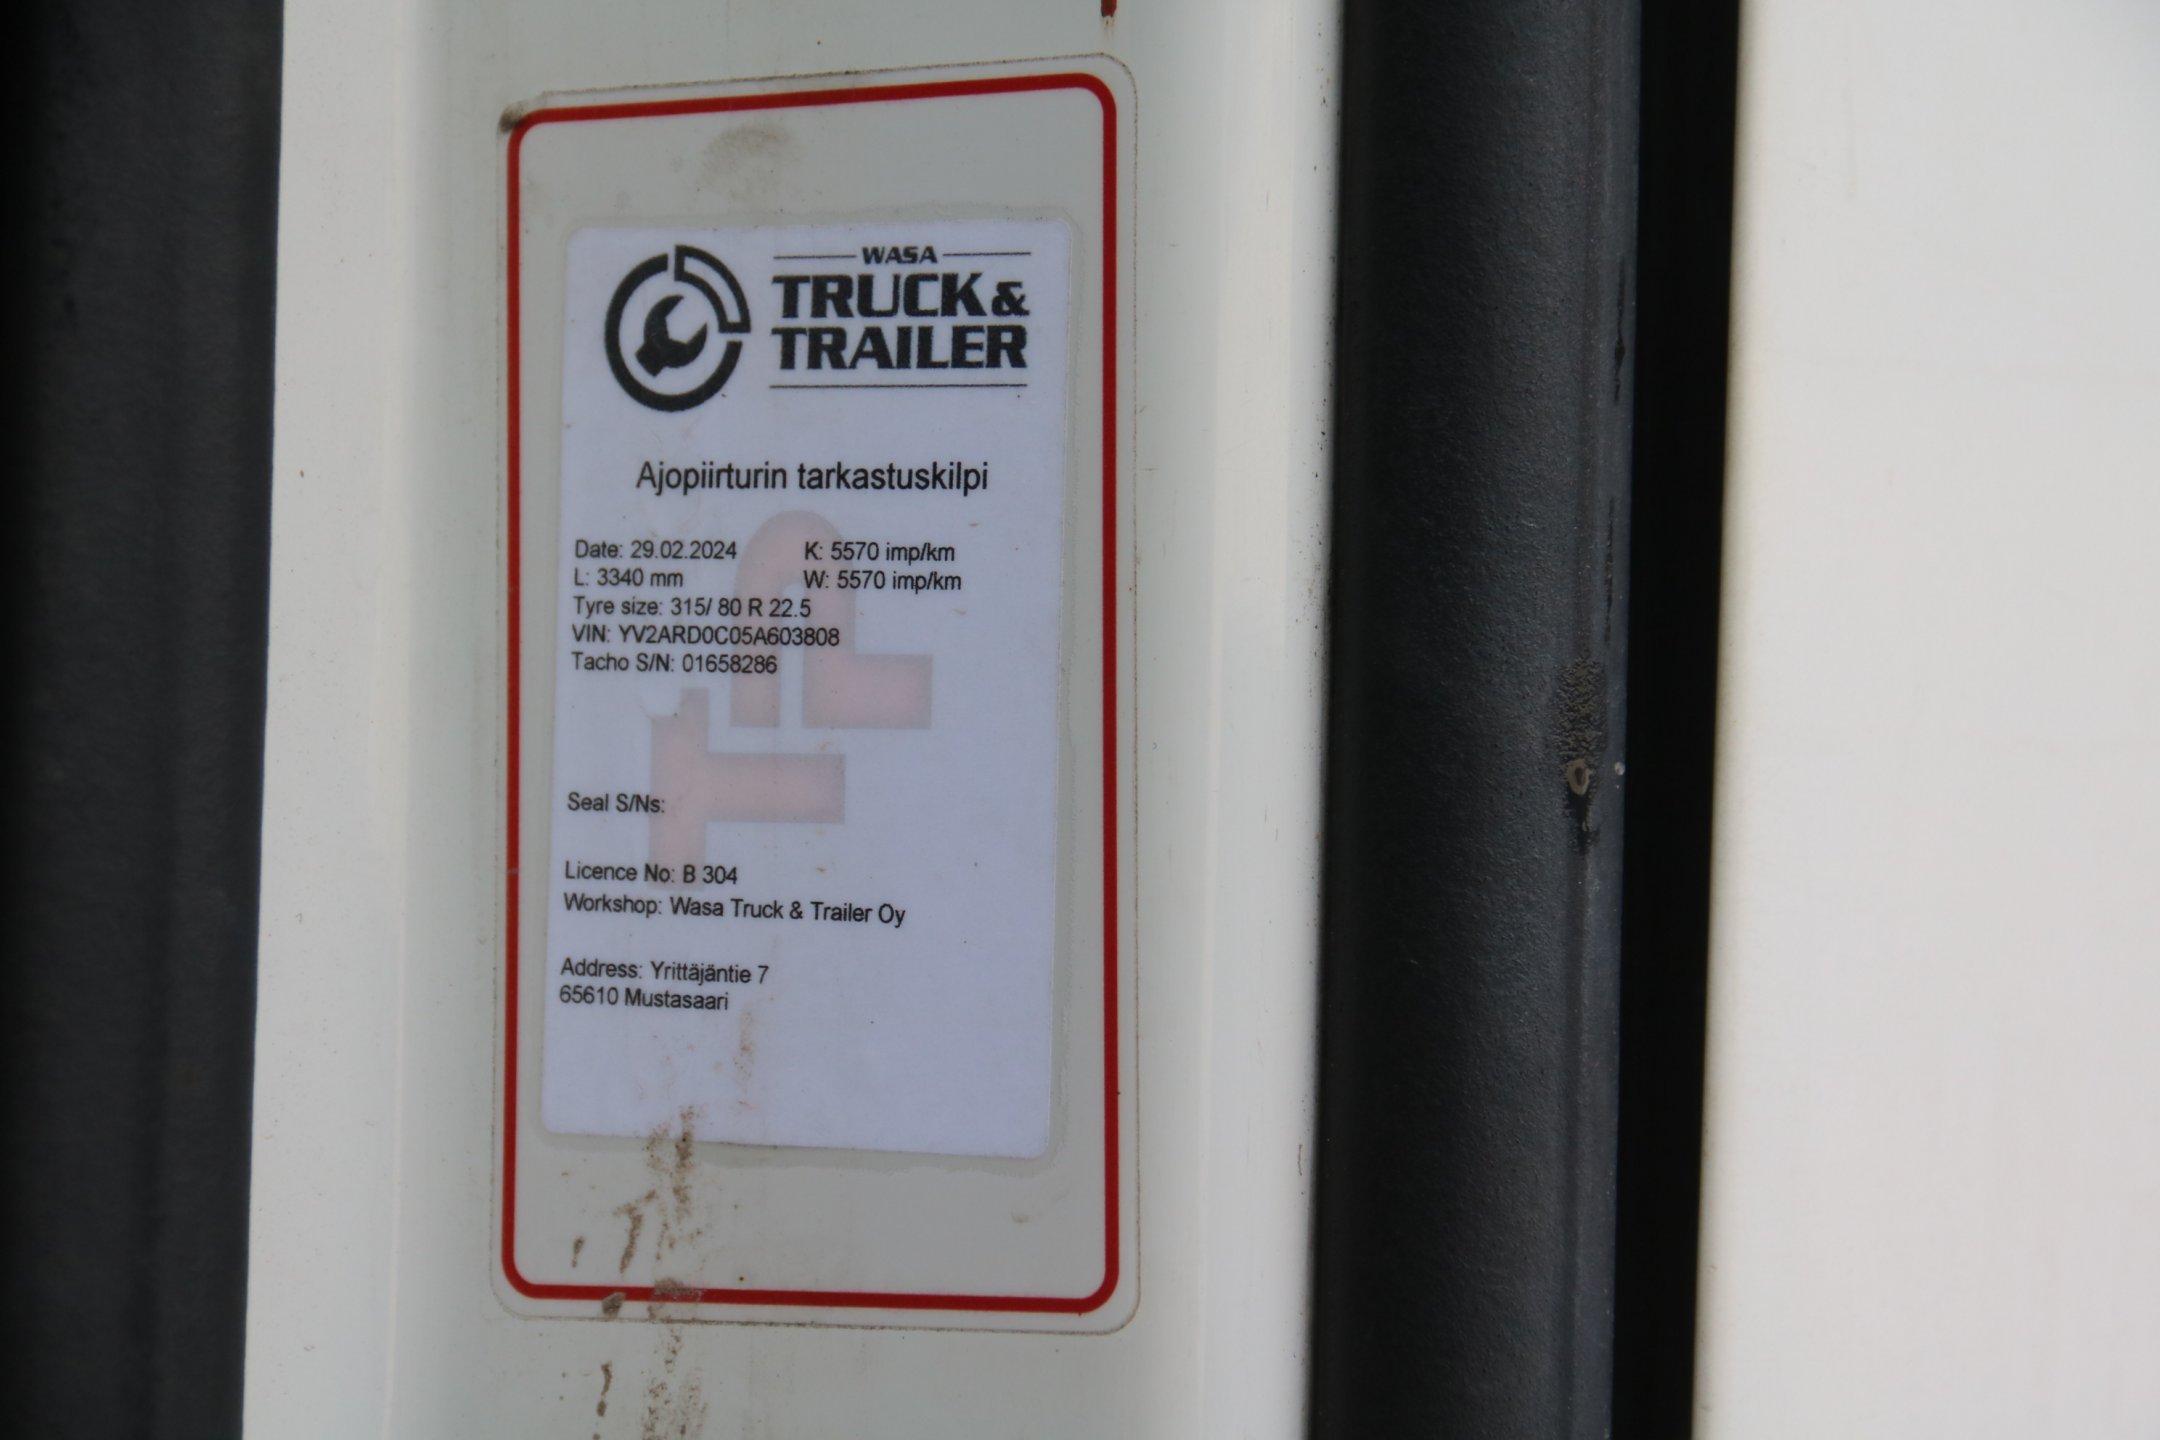 WASA
TRUCK &
TRAILER
Ajopiirturin tarkastuskilpi
Date: 29.02.2024 K: 5570 imp/km
L: 3340 mm W: 5570 imp/km
Tyre size: 315/ 80 R 22.5
VIN: YV2ARD0C05A603808
Tacho S/N: 01658286
Seal S/Ns:
Licence No: B 304
Workshop: Wasa Truck & Trailer Oy
Address: Yrittäjäntie 7
65610 Mustasaari